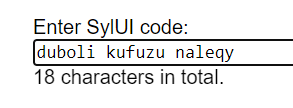 Enter SylUI code:
duboli kufuzu naleqy
18 characters in total.